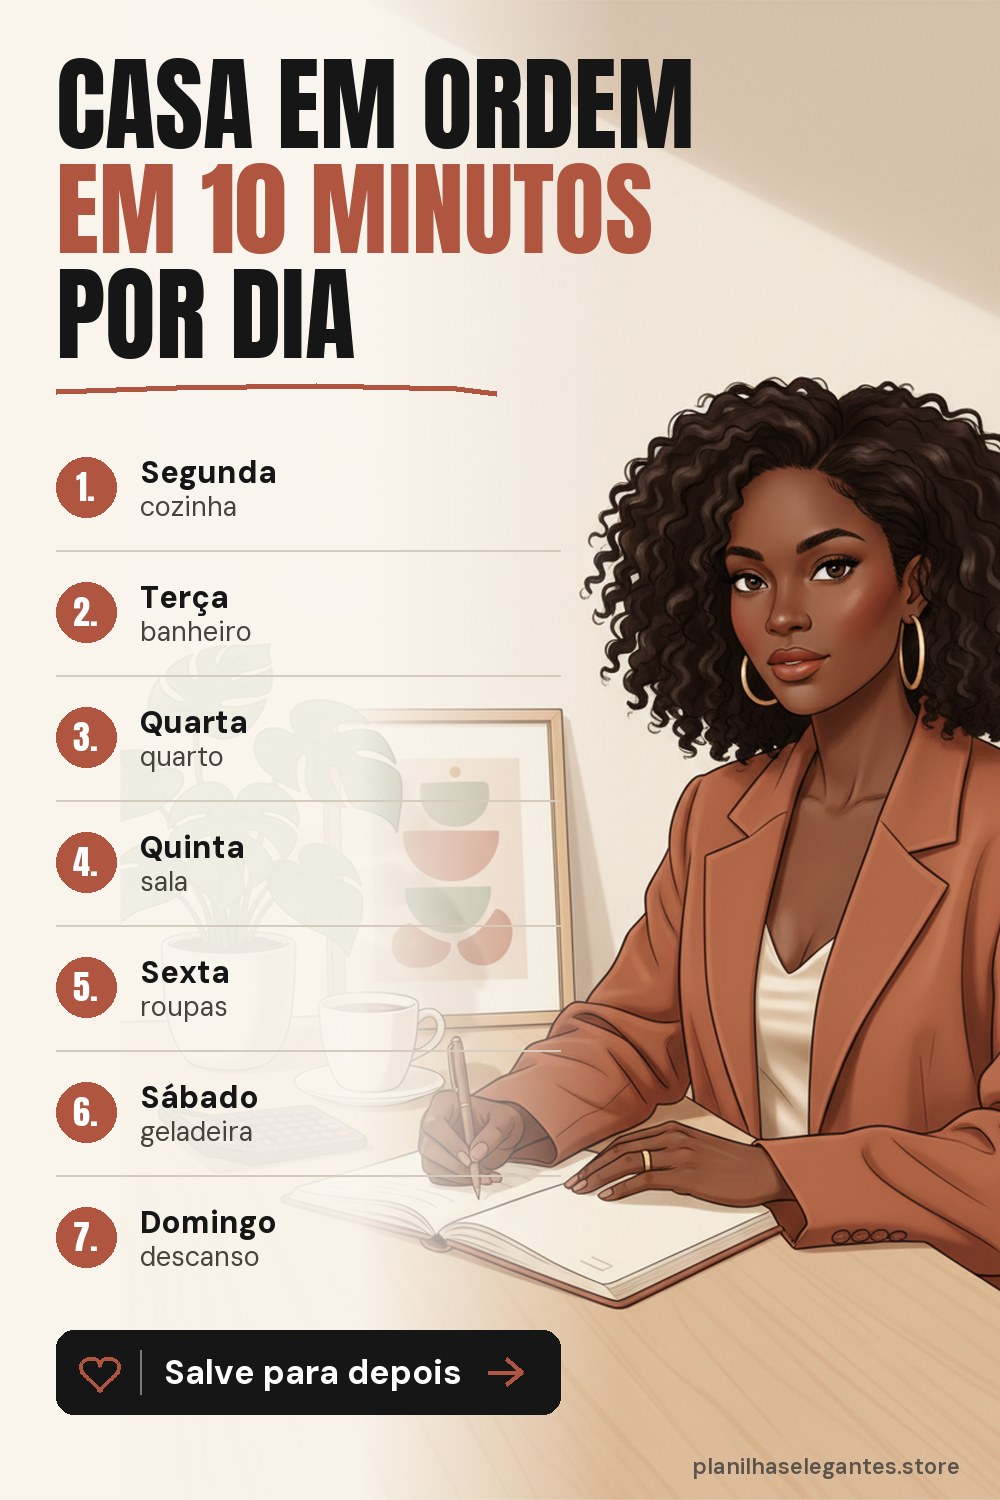 CASA EM ORDEM
EM 10 MINUTOS
POR DIA
1.
Segunda
cozinha
2.
Terça
banheiro
3.
Quarta
quarto
4.
Quinta
sala
5.
Sexta
roupas
6.
Sábado
geladeira
7.
Domingo
descanso
Salve para depois
planilhaselegantes.store